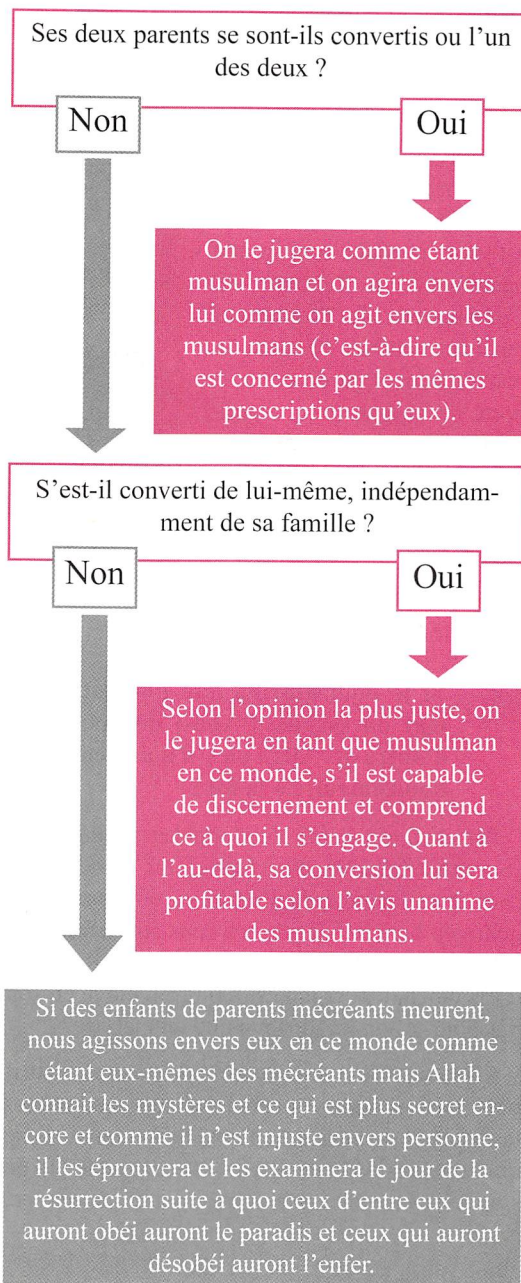 Ses deux parents se sont-ils convertis ou l’un
des deux ?
Non
Oui
On le jugera comme étant
musulman et on agira envers
lui comme on agit envers les
musulmans (c’est-à-dire qu’il
est concerné par les mêmes
prescriptions qu’eux).
S’est-il converti de lui-même, indépendam-
ment de sa famille ?
Non
Oui
Selon l’opinion la plus juste, on
le jugera en tant que musulman
en ce monde, s’il est capable
de discernement et comprend
ce à quoi il s’engage. Quant à
l’au-delà, sa conversion lui sera
profitable selon l’avis unanime
des musulmans.
Si des enfants de parents mécréants meurent,
nous agissons envers eux en ce monde comme
étant eux-mêmes des mécréants mais Allah
connait les mystères et ce qui est plus secret en-
core et comme il n’est injuste envers personne,
il les éprouvera et les examinera le jour de la
résurrection suite à quoi ceux d’entre eux qui
auront obéi auront le paradis et ceux qui auront
désobéi auront l’enfer.